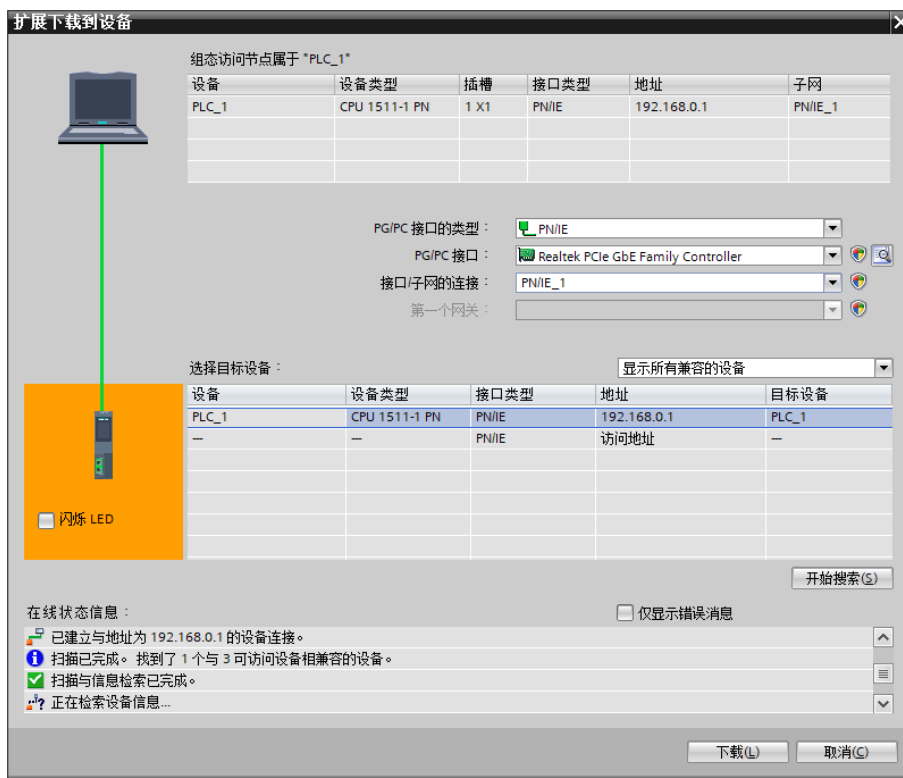 扩展下载到设备
组态访问节点属于 "PLC_1"
设备 设备类型 插槽 接口类型 地址 子网
PLC_1 CPU 1511-1 PN 1 X1 PN/IE 192.168.0.1 PN/IE_1
PG/PC 接口的类型： PN/IE
PG/PC 接口： Realtek PCIe GbE Family Controller
接口/子网的连接： PN/IE_1
第一个网关：
选择目标设备： 显示所有兼容的设备
设备 设备类型 接口类型 地址 目标设备
PLC_1 CPU 1511-1 PN PN/IE 192.168.0.1 PLC_1
— — PN/IE 访问地址 —
闪烁 LED
开始搜索(S)
在线状态信息： 仅显示错误消息
已建立与地址为 192.168.0.1 的设备连接。
扫描已完成。找到了 1 个与 3 可访问设备相兼容的设备。
扫描与信息检索已完成。
正在检索设备信息...
下载(L) 取消(C)